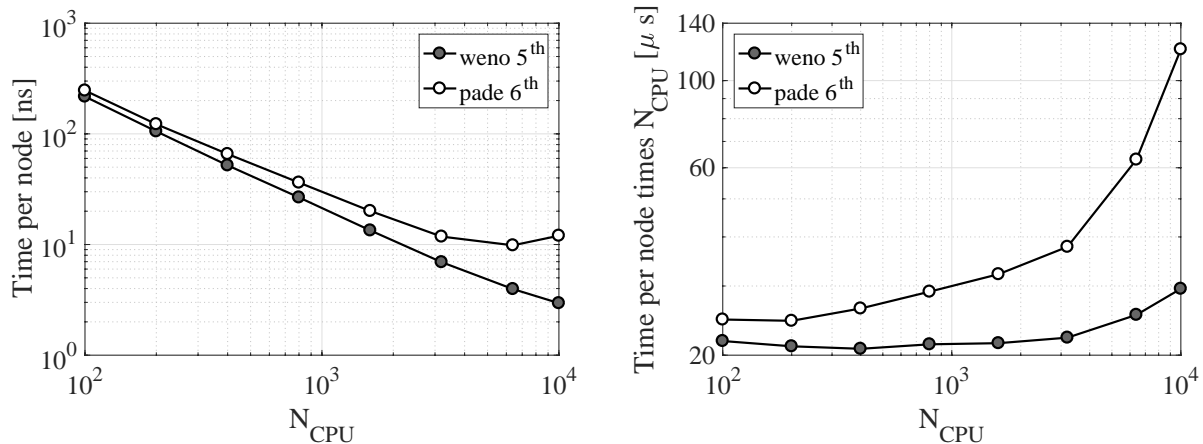 Time per node [ns]
10^3
10^2
10^1
10^0
10^2
10^3
10^4
N_CPU
weno 5^th
pade 6^th
Time per node times N_CPU [μ s]
140
100
60
20
10^2
10^3
10^4
N_CPU
weno 5^th
pade 6^th